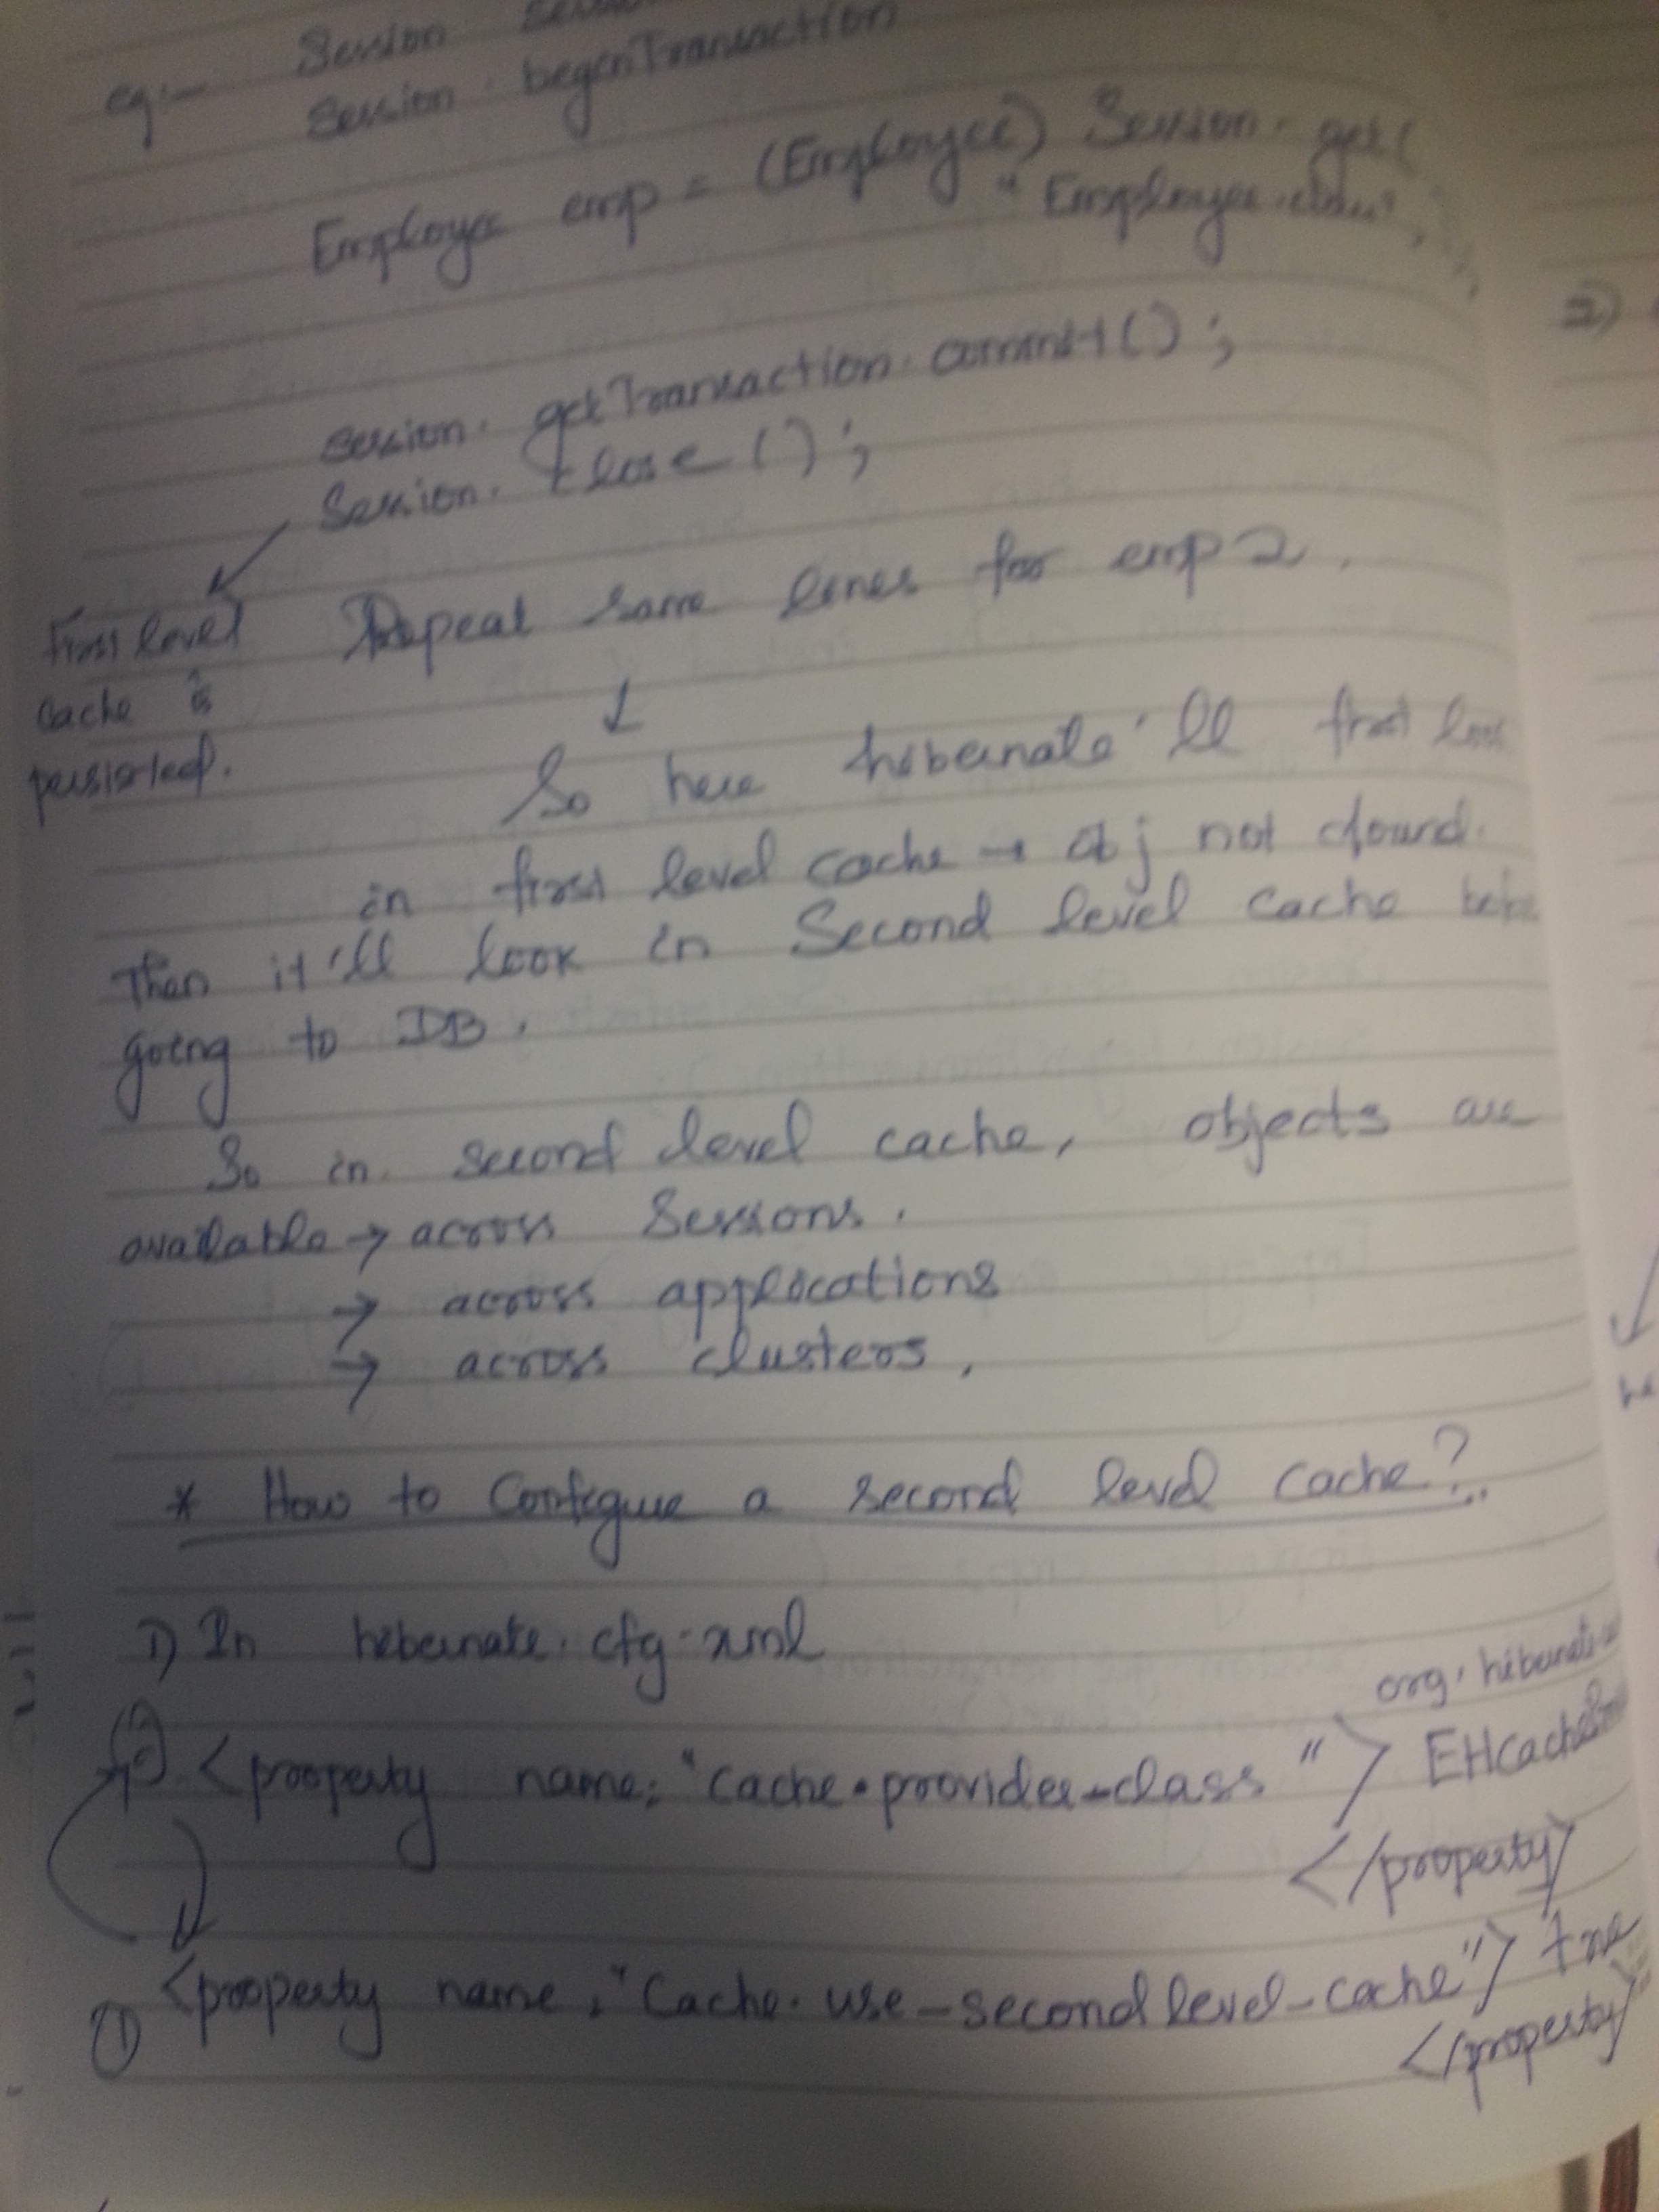 eg:- Session
Session. beginTransaction
Employee emp = (Employee) Session. get(
" Employee.class",
session. getTransaction. commit();
Session. close();
First level
cache is
persisted.
Repeat same lines for emp 2.
↓
So here hibernate'll first look
in first level cache → obj not found.
Then it'll look in Second level cache before
going to DB.
So in second level cache, objects are
available → across Sessions.
→ across applications
→ across clusters.
* How to Configure a second level cache?
1) In hibernate. cfg. xml
org. hibernate
② <property name: "cache.provider-class "> EHCache
</property>
① <property name : "Cache. use-secondlevel-cache"> true
</property>
2)